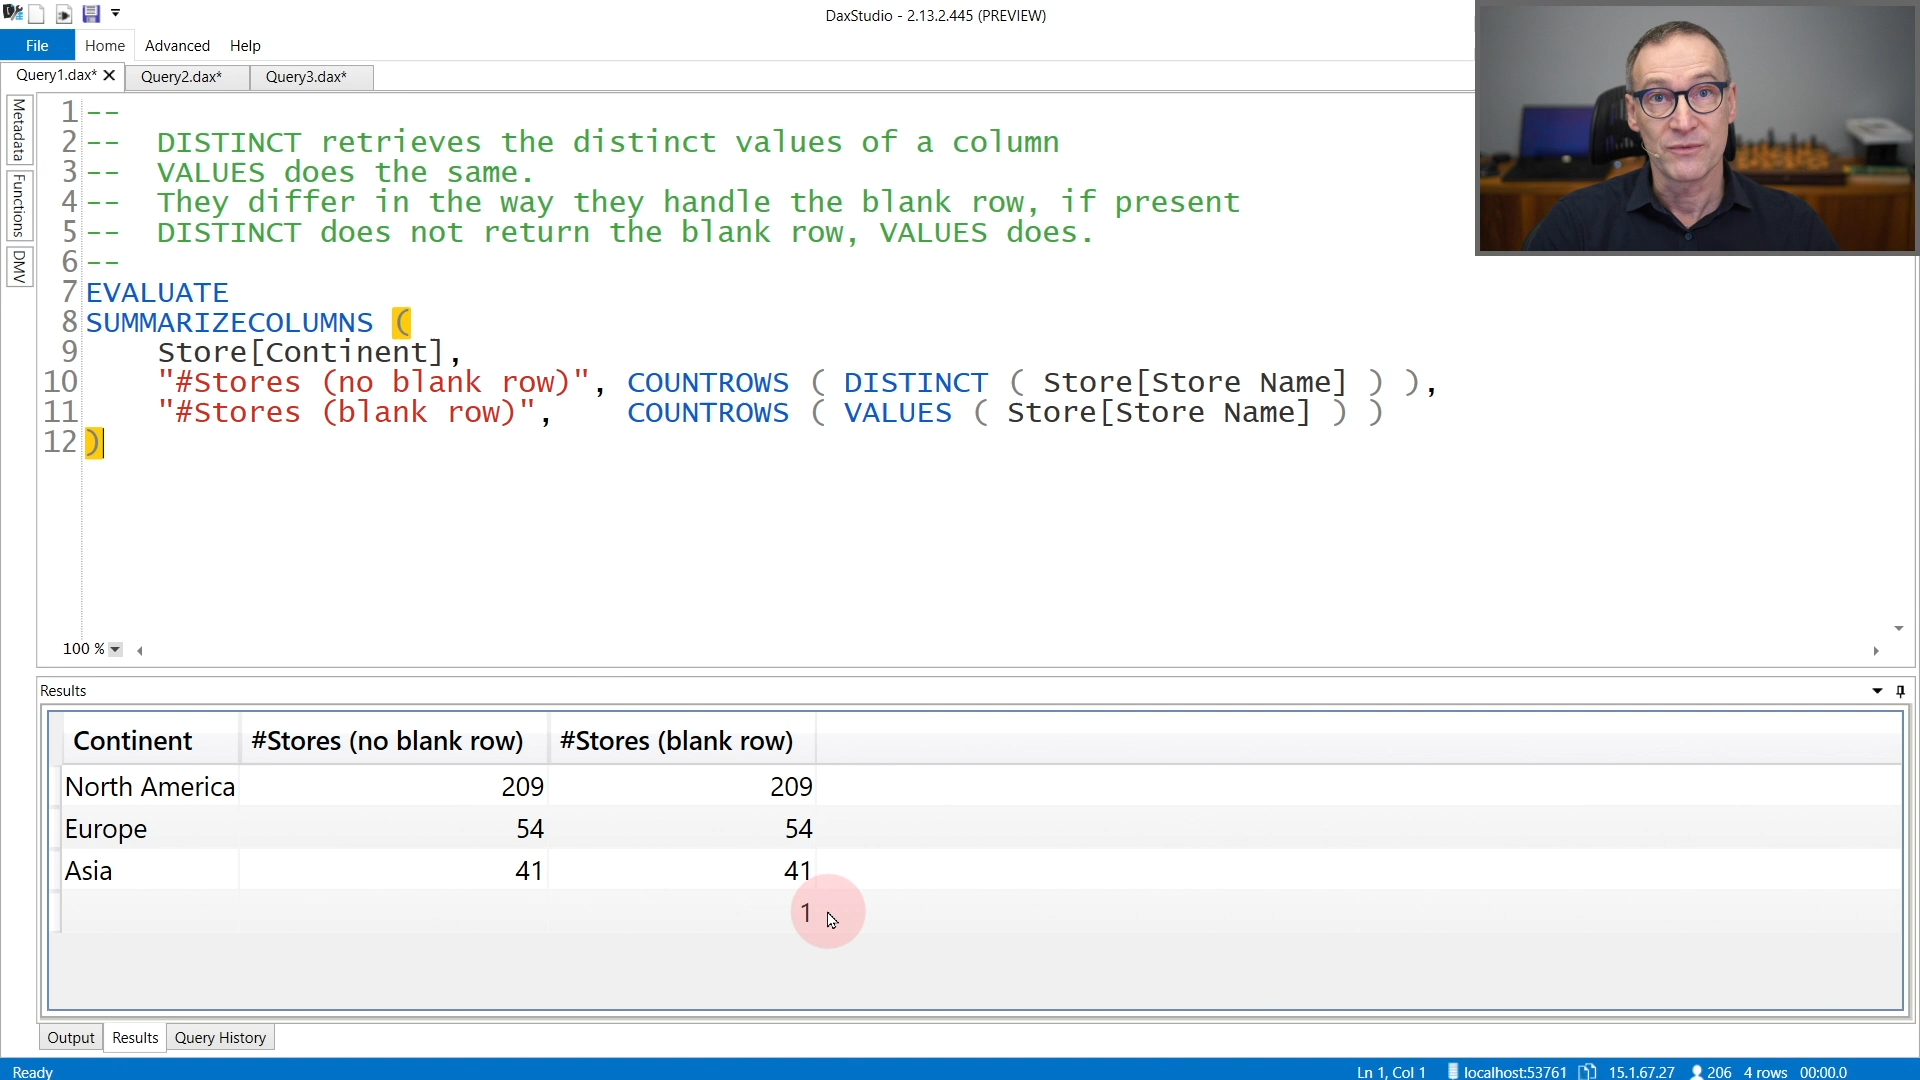 DaxStudio - 2.13.2.445 (PREVIEW)
File Home Advanced Help
Query1.dax* Query2.dax* Query3.dax*
Metadata
Functions
DMV
1 --
2 -- DISTINCT retrieves the distinct values of a column
3 -- VALUES does the same.
4 -- They differ in the way they handle the blank row, if present
5 -- DISTINCT does not return the blank row, VALUES does.
6 --
7 EVALUATE
8 SUMMARIZECOLUMNS (
9 Store[Continent],
10 "#Stores (no blank row)", COUNTROWS ( DISTINCT ( Store[Store Name] ) ),
11 "#Stores (blank row)", COUNTROWS ( VALUES ( Store[Store Name] ) )
12 )
100 %
Results
Continent #Stores (no blank row) #Stores (blank row)
North America 209 209
Europe 54 54
Asia 41 41
1
Output Results Query History
Ready Ln 1, Col 1 localhost:53761 15.1.67.27 206 4 rows 00:00.0